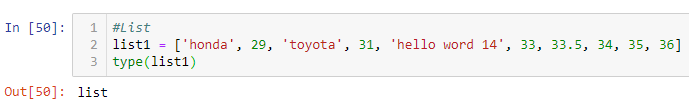 In [50]: 1 #List
2 list1 = ['honda', 29, 'toyota', 31, 'hello word 14', 33, 33.5, 34, 35, 36]
3 type(list1)
Out[50]: list